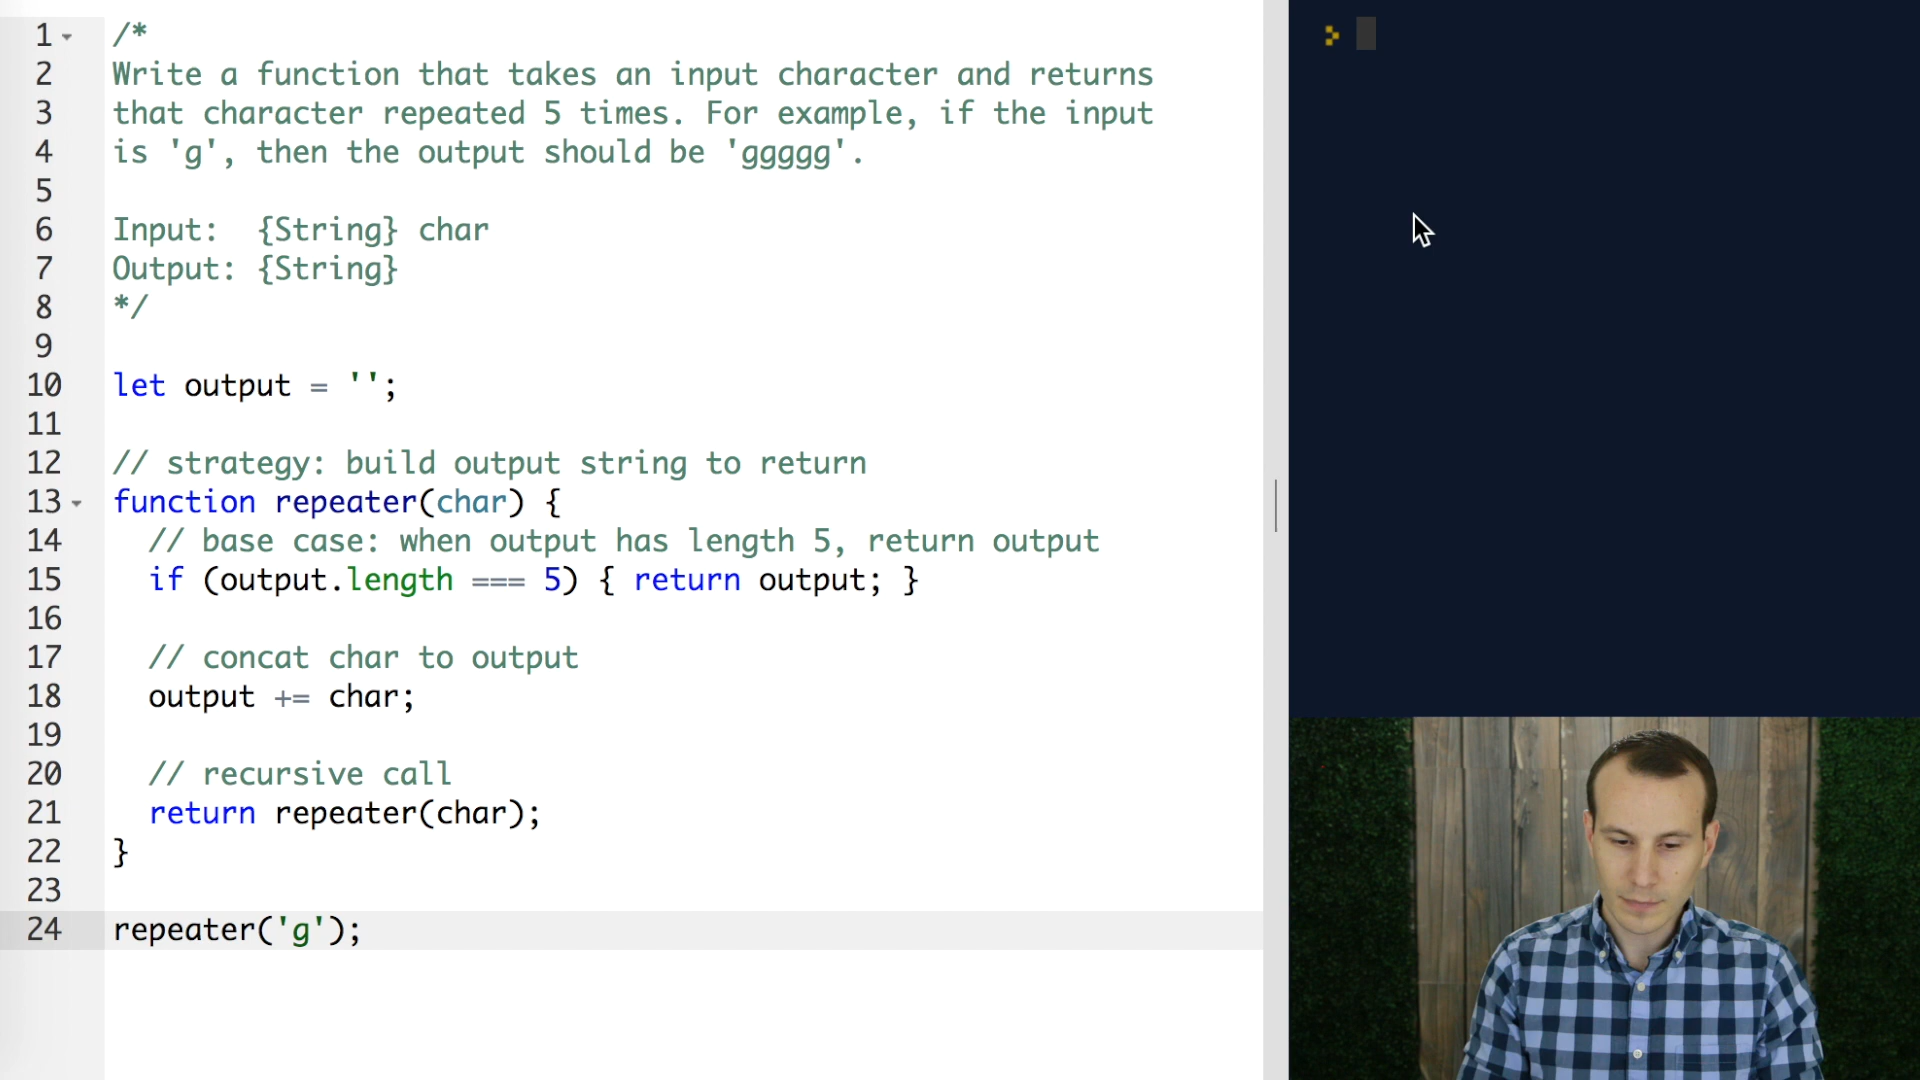 1 /*
2 Write a function that takes an input character and returns
3 that character repeated 5 times. For example, if the input
4 is 'g', then the output should be 'ggggg'.
5
6 Input:  {String} char
7 Output: {String}
8 */
9
10 let output = '';
11
12 // strategy: build output string to return
13 function repeater(char) {
14   // base case: when output has length 5, return output
15   if (output.length === 5) { return output; }
16
17   // concat char to output
18   output += char;
19
20   // recursive call
21   return repeater(char);
22 }
23
24 repeater('g');